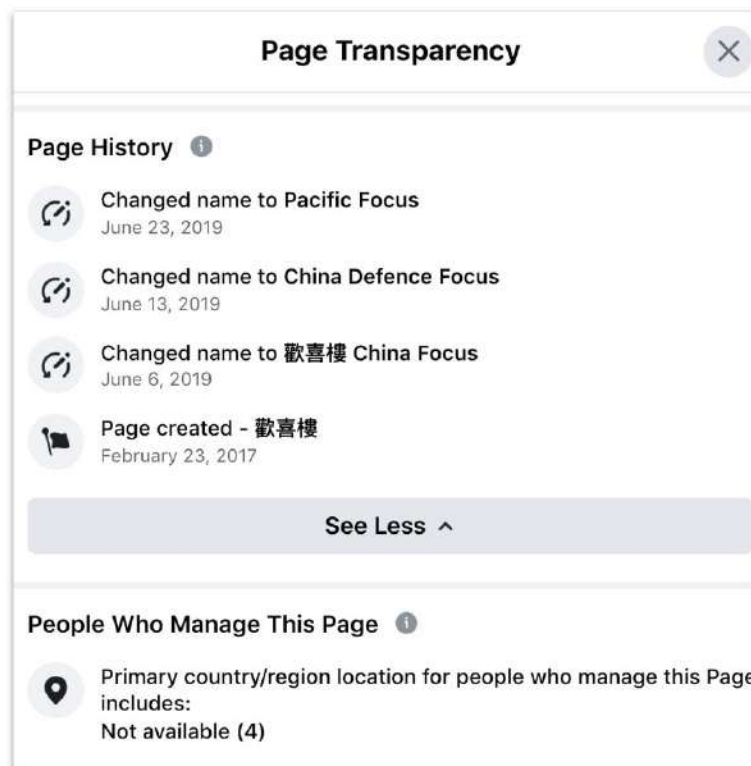 Page Transparency
Page History
Changed name to Pacific Focus
June 23, 2019
Changed name to China Defence Focus
June 13, 2019
Changed name to 歡喜樓 China Focus
June 6, 2019
Page created - 歡喜樓
February 23, 2017
See Less
People Who Manage This Page
Primary country/region location for people who manage this Page
includes:
Not available (4)